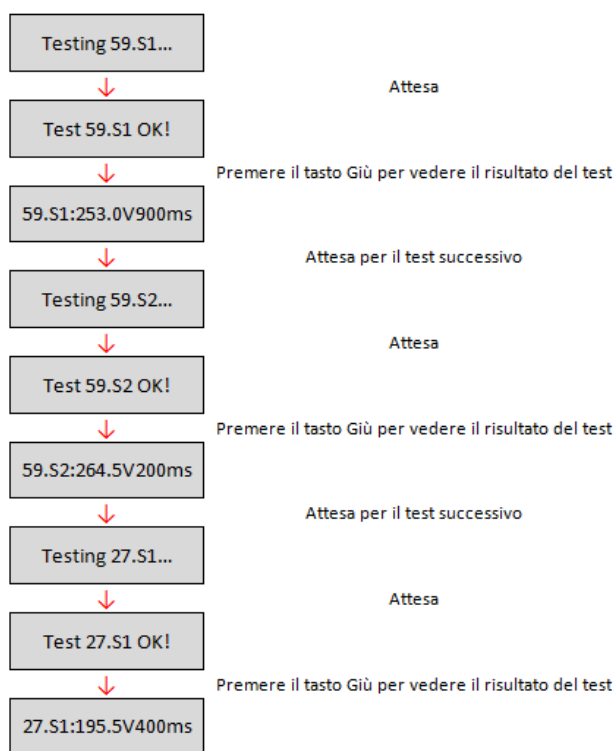 Testing 59.S1...
Attesa
Test 59.S1 OK!
Premere il tasto Giù per vedere il risultato del test
59.S1:253.0V900ms
Attesa per il test successivo
Testing 59.S2...
Attesa
Test 59.S2 OK!
Premere il tasto Giù per vedere il risultato del test
59.S2:264.5V200ms
Attesa per il test successivo
Testing 27.S1...
Attesa
Test 27.S1 OK!
Premere il tasto Giù per vedere il risultato del test
27.S1:195.5V400ms